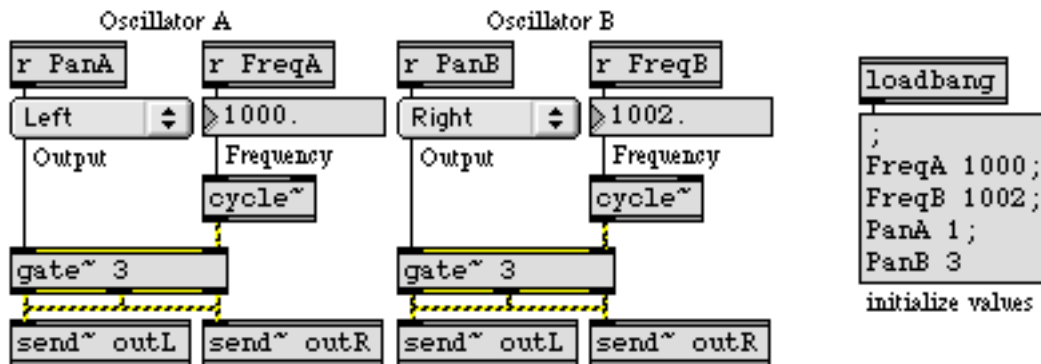 Oscillator A
Oscillator B
r PanA
r FreqA
r PanB
r FreqB
loadbang
Left
1000.
Right
1002.
Output
Frequency
Output
Frequency
cycle~
cycle~
;
FreqA 1000;
FreqB 1002;
PanA 1;
PanB 3
gate~ 3
gate~ 3
initialize values
send~ outL
send~ outR
send~ outL
send~ outR